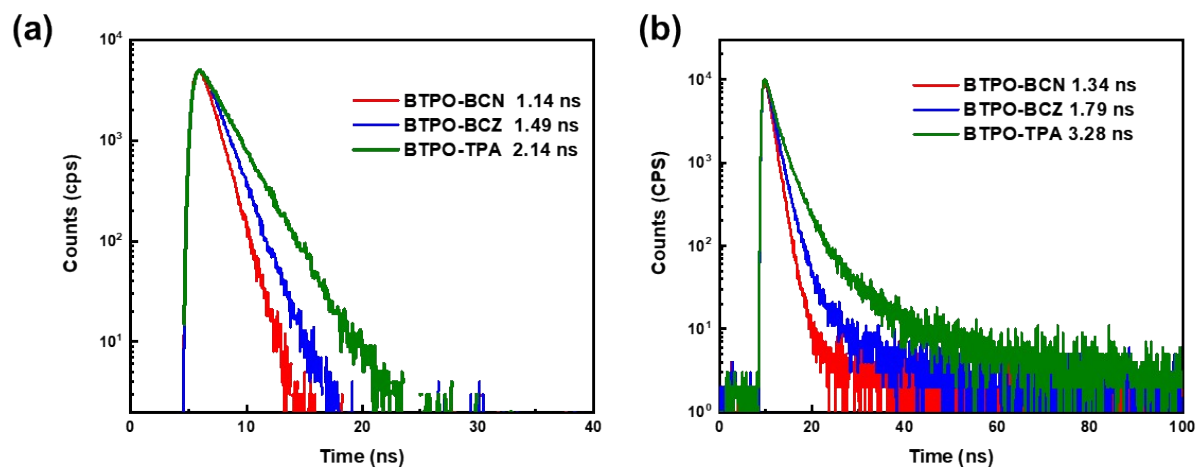 (a)
10⁴
10³
10²
10¹
Counts (cps)
BTPO-BCN 1.14 ns
BTPO-BCZ 1.49 ns
BTPO-TPA 2.14 ns
0 10 20 30 40
Time (ns)
(b)
10⁴
10³
10²
10¹
10⁰
Counts (CPS)
BTPO-BCN 1.34 ns
BTPO-BCZ 1.79 ns
BTPO-TPA 3.28 ns
0 20 40 60 80 100
Time (ns)